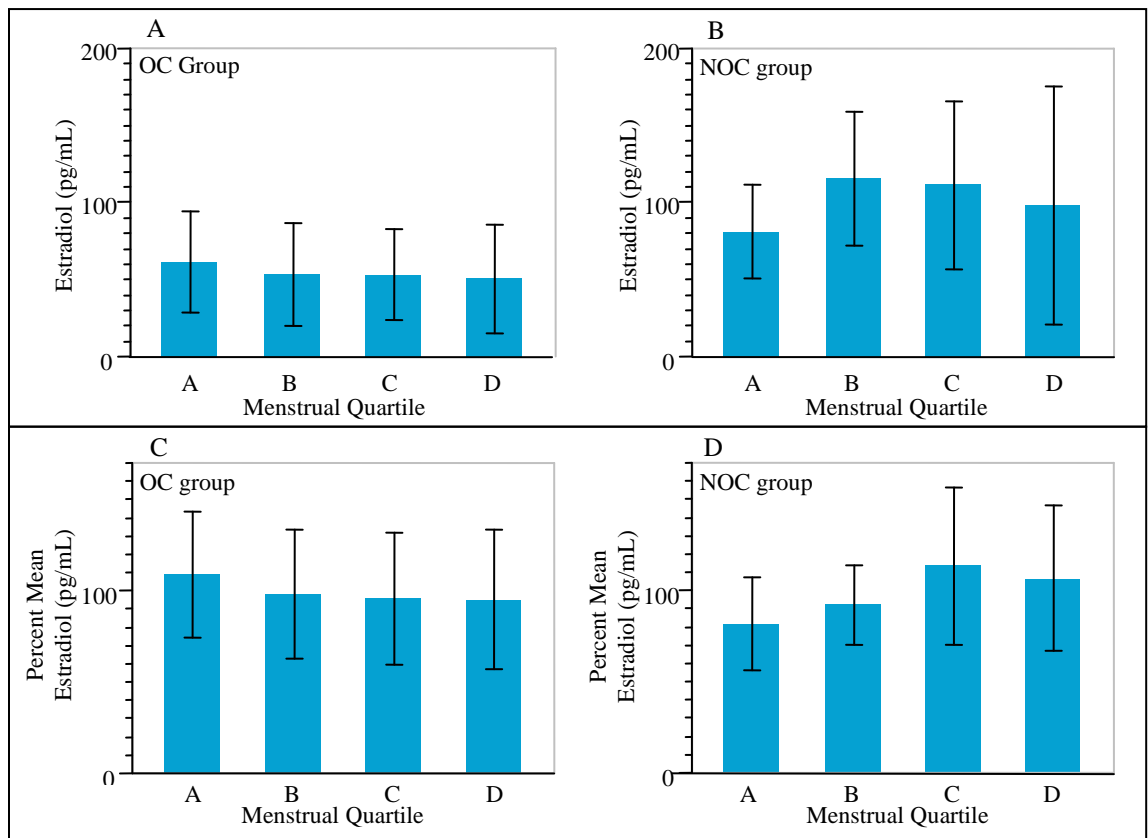 A
200
OC Group
Estradiol (pg/mL)
100
0
A B C D
Menstrual Quartile
B
200
NOC group
Estradiol (pg/mL)
100
0
A B C D
Menstrual Quartile
C
OC group
Percent Mean
Estradiol (pg/mL)
100
0
A B C D
Menstrual Quartile
D
NOC group
Percent Mean
Estradiol (pg/mL)
100
0
A B C D
Menstrual Quartile